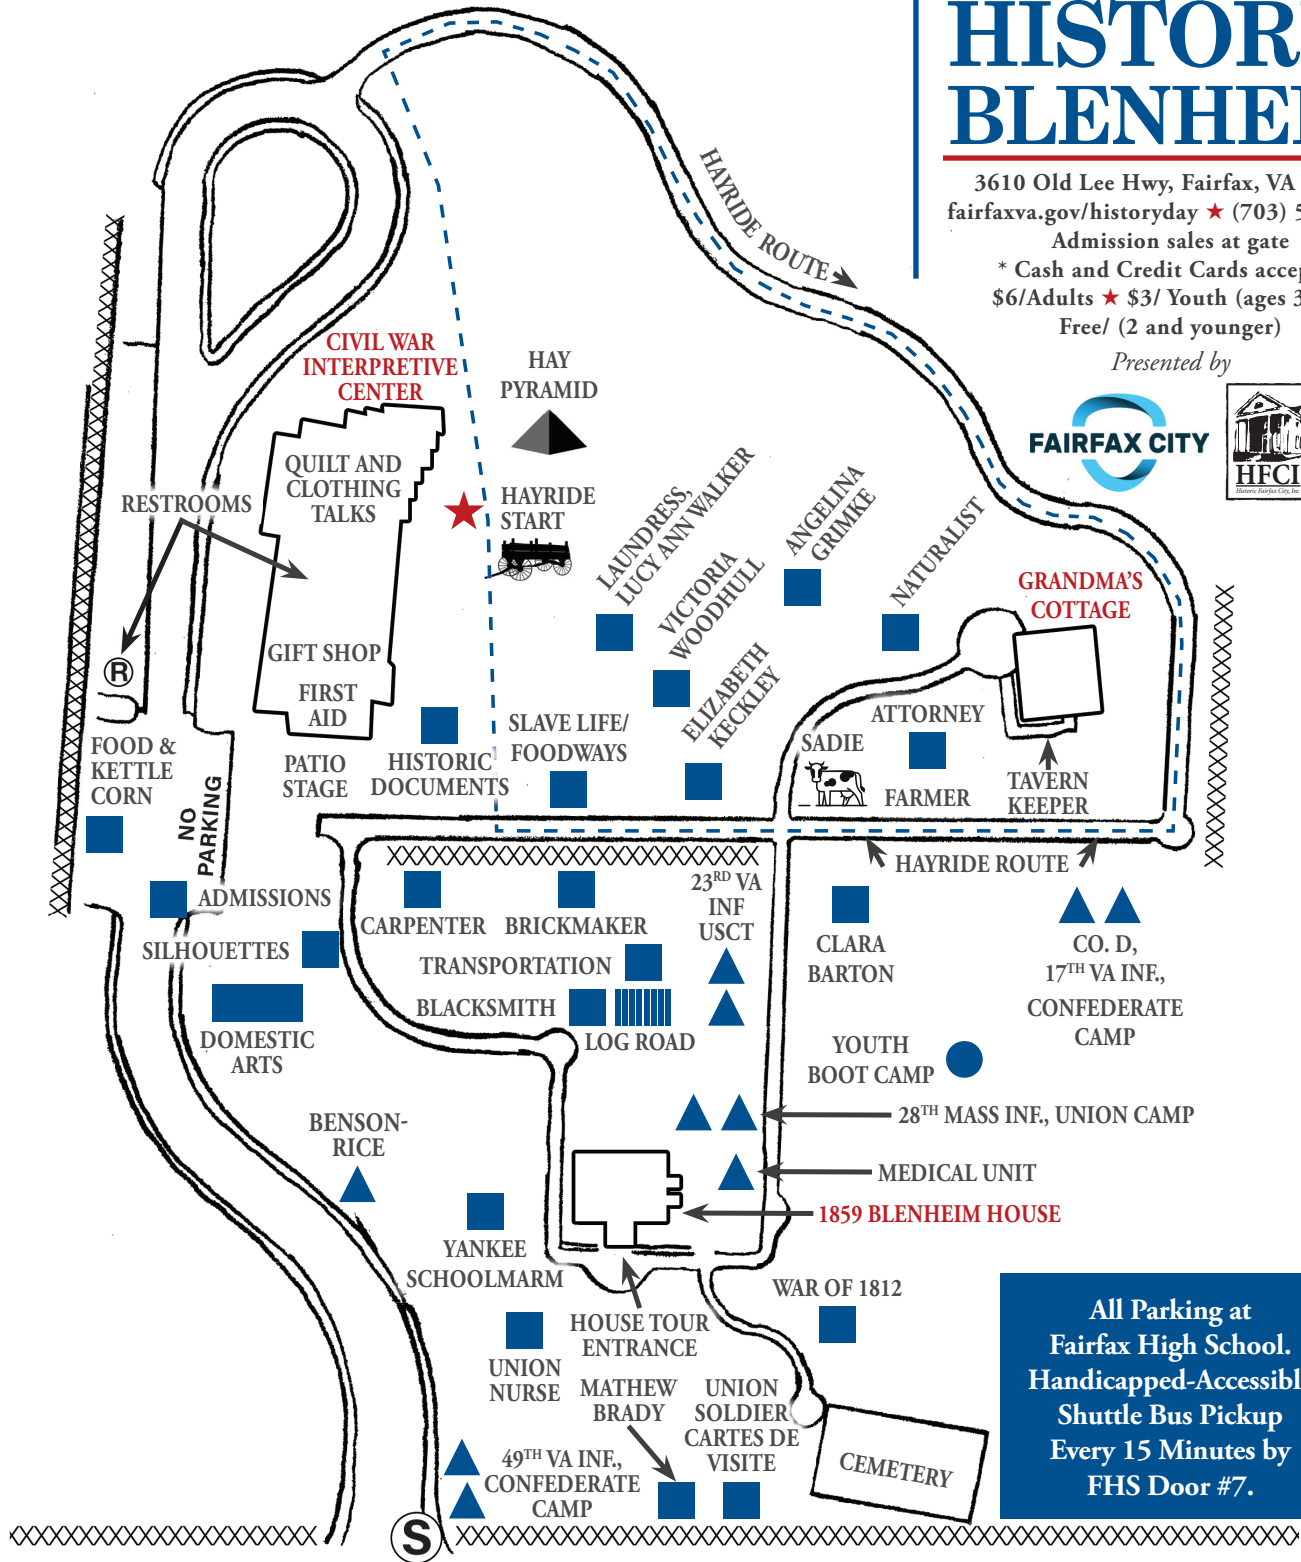 HISTOR
BLENHE
3610 Old Lee Hwy, Fairfax, VA
fairfaxva.gov/historyday ★ (703) 5
Admission sales at gate
* Cash and Credit Cards accep
$6/Adults ★ $3/ Youth (ages 3
Free/ (2 and younger)
Presented by
FAIRFAX CITY
HFCI
Historic Fairfax City, Inc
HAYRIDE ROUTE
CIVIL WAR
INTERPRETIVE
CENTER
HAY
PYRAMID
QUILT AND
CLOTHING
TALKS
RESTROOMS
HAYRIDE
START
LAUNDRESS,
LUCY ANN WALKER
ANGELINA
GRIMKE
NATURALIST
VICTORIA
WOODHULL
GRANDMA'S
COTTAGE
ELIZABETH
KECKLEY
R
GIFT SHOP
FIRST
AID
FOOD &
KETTLE
CORN
NO
PARKING
PATIO
STAGE
HISTORIC
DOCUMENTS
SLAVE LIFE/
FOODWAYS
SADIE
ATTORNEY
FARMER
TAVERN
KEEPER
HAYRIDE ROUTE
ADMISSIONS
CARPENTER
BRICKMAKER
23RD VA
INF
USCT
CLARA
BARTON
CO. D,
17TH VA INF.,
CONFEDERATE
CAMP
SILHOUETTES
TRANSPORTATION
BLACKSMITH
LOG ROAD
DOMESTIC
ARTS
YOUTH
BOOT CAMP
28TH MASS INF., UNION CAMP
BENSON-
RICE
MEDICAL UNIT
1859 BLENHEIM HOUSE
YANKEE
SCHOOLMARM
WAR OF 1812
HOUSE TOUR
ENTRANCE
UNION
NURSE
MATHEW
BRADY
UNION
SOLDIER
CARTES DE
VISITE
49TH VA INF.,
CONFEDERATE
CAMP
CEMETERY
S
All Parking at
Fairfax High School.
Handicapped-Accessibl
Shuttle Bus Pickup
Every 15 Minutes by
FHS Door #7.